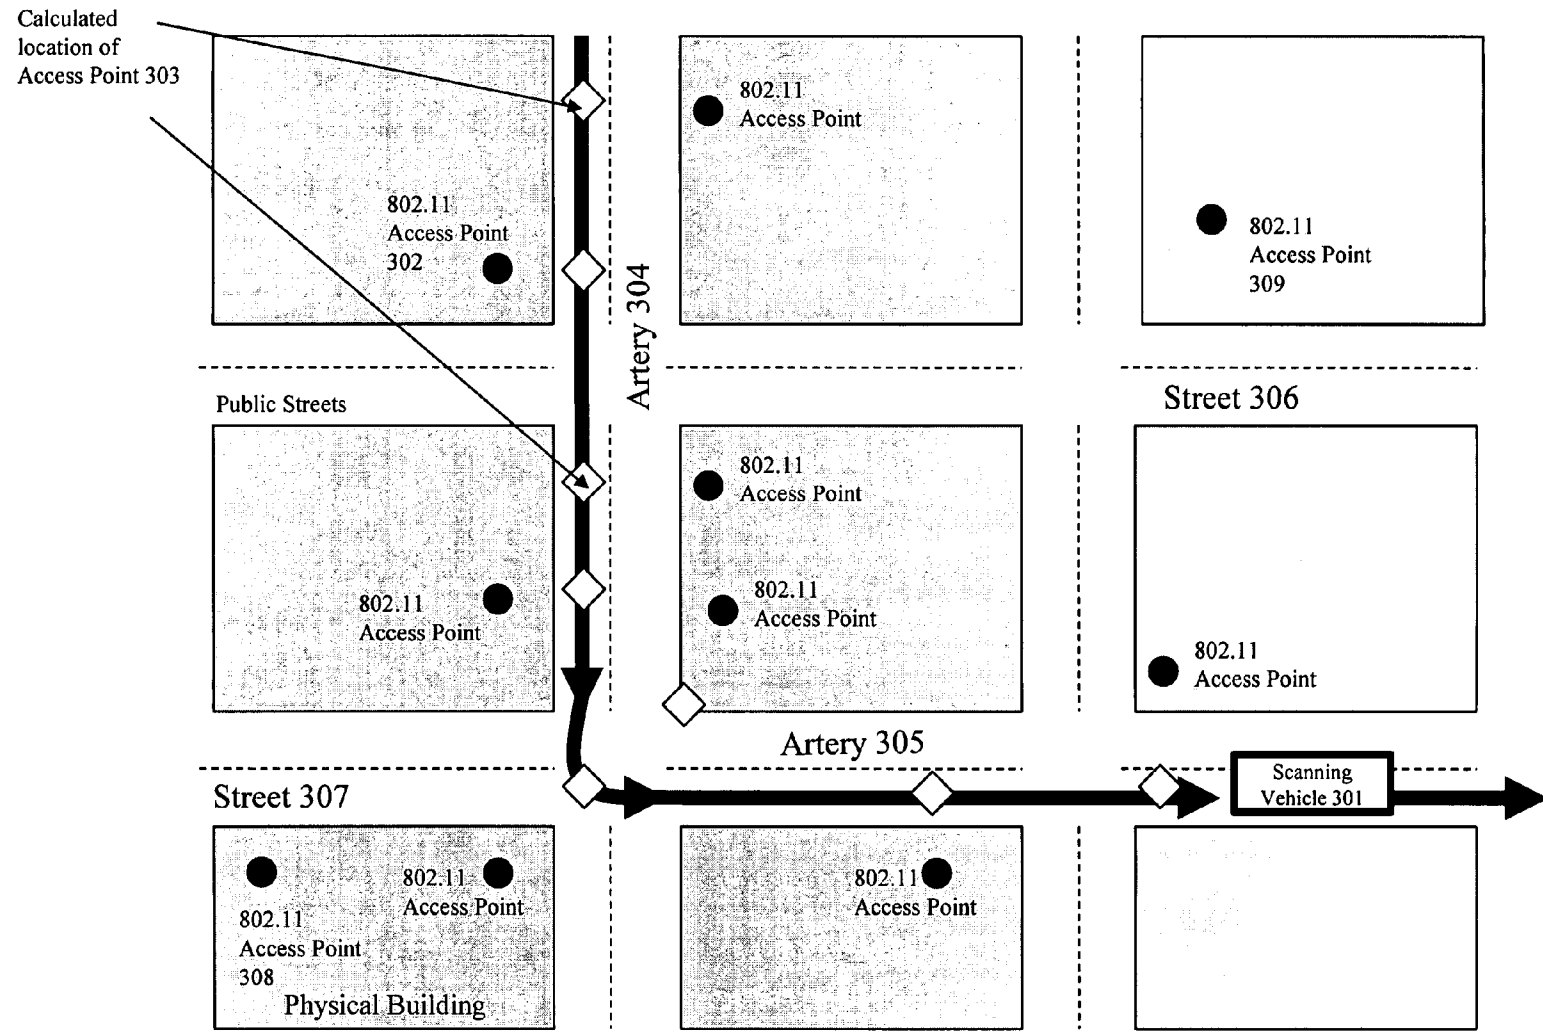 Calculated
location of
Access Point 303
802.11
Access Point
802.11
Access Point
302
802.11
Access Point
309
Artery 304
Public Streets
Street 306
802.11
Access Point
802.11
Access Point
802.11
Access Point
802.11
Access Point
Artery 305
Street 307
Scanning
Vehicle 301
802.11
Access Point
308
802.11
Access Point
Physical Building
802.11
Access Point